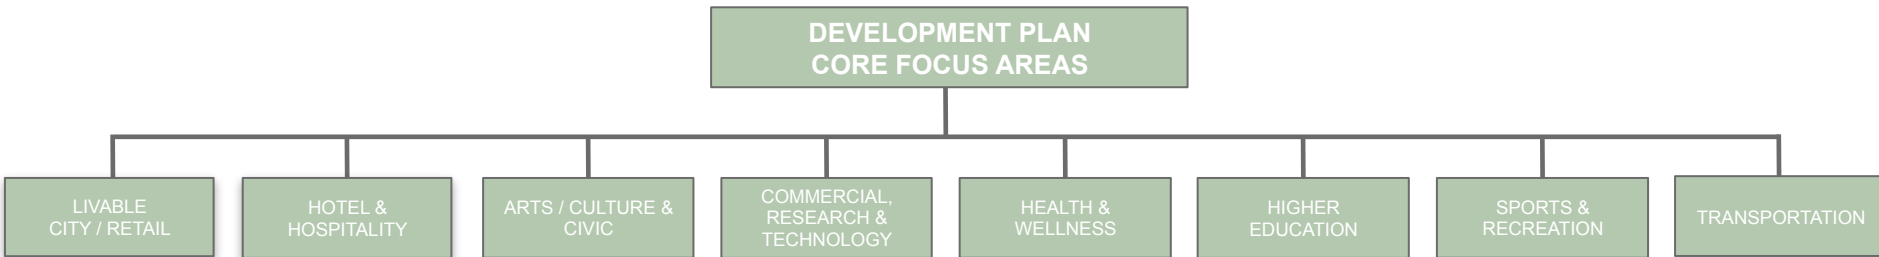 DEVELOPMENT PLAN
CORE FOCUS AREAS
LIVABLE
CITY / RETAIL
HOTEL &
HOSPITALITY
ARTS / CULTURE &
CIVIC
COMMERCIAL,
RESEARCH &
TECHNOLOGY
HEALTH &
WELLNESS
HIGHER
EDUCATION
SPORTS &
RECREATION
TRANSPORTATION